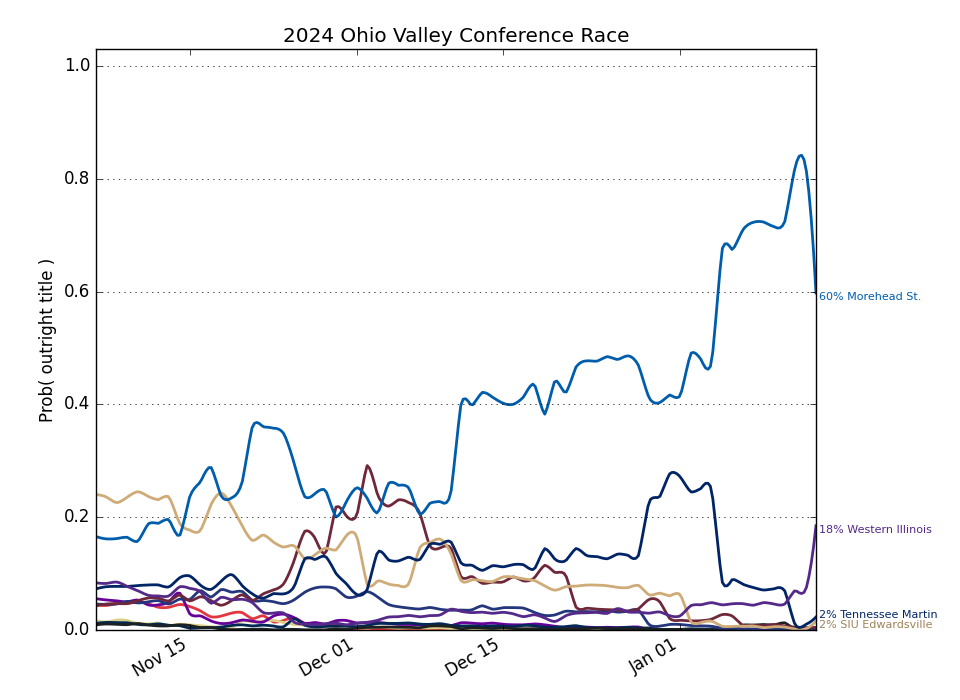 2024 Ohio Valley Conference Race
1.0
0.8
0.6
0.4
0.2
0.0
Prob( outright title )
60% Morehead St.
18% Western Illinois
2% Tennessee Martin
2% SIU Edwardsville
Nov 15
Dec 01
Dec 15
Jan 01